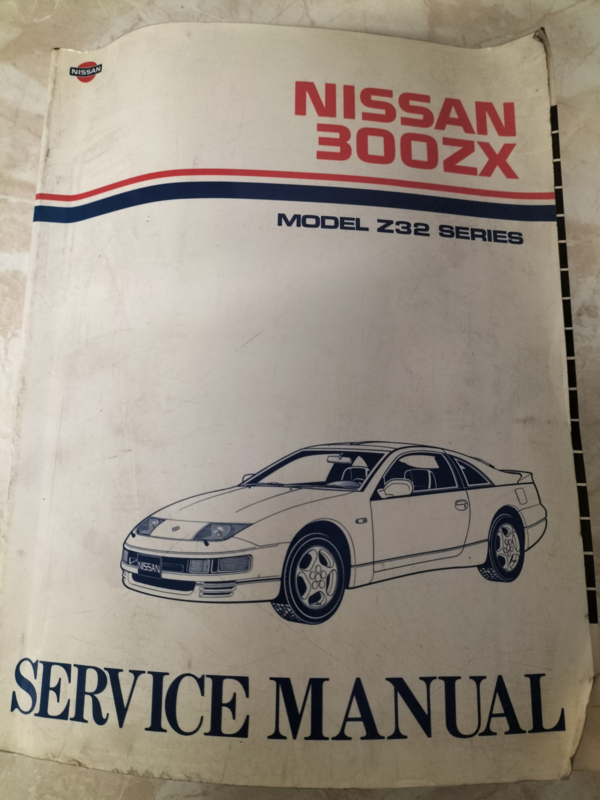 NISSAN
NISSAN
300ZX
MODEL Z32 SERIES
NISSAN
SERVICE MANUAL